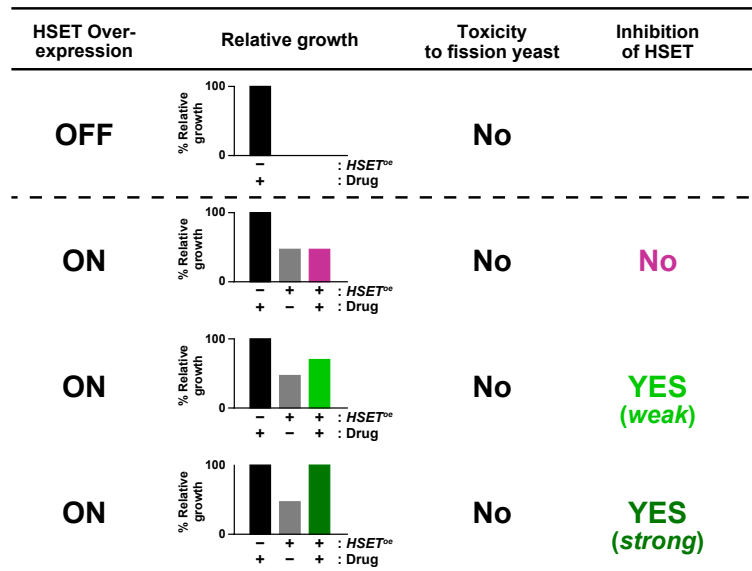 HSET Over-
expression
Relative growth
Toxicity
to fission yeast
Inhibition
of HSET
OFF
% Relative
growth
100
0
− : HSEToe
+ : Drug
No
ON
% Relative
growth
100
0
− + + : HSEToe
+ − + : Drug
No
No
ON
% Relative
growth
100
0
− + + : HSEToe
+ − + : Drug
No
YES
(weak)
ON
% Relative
growth
100
0
− + + : HSEToe
+ − + : Drug
No
YES
(strong)